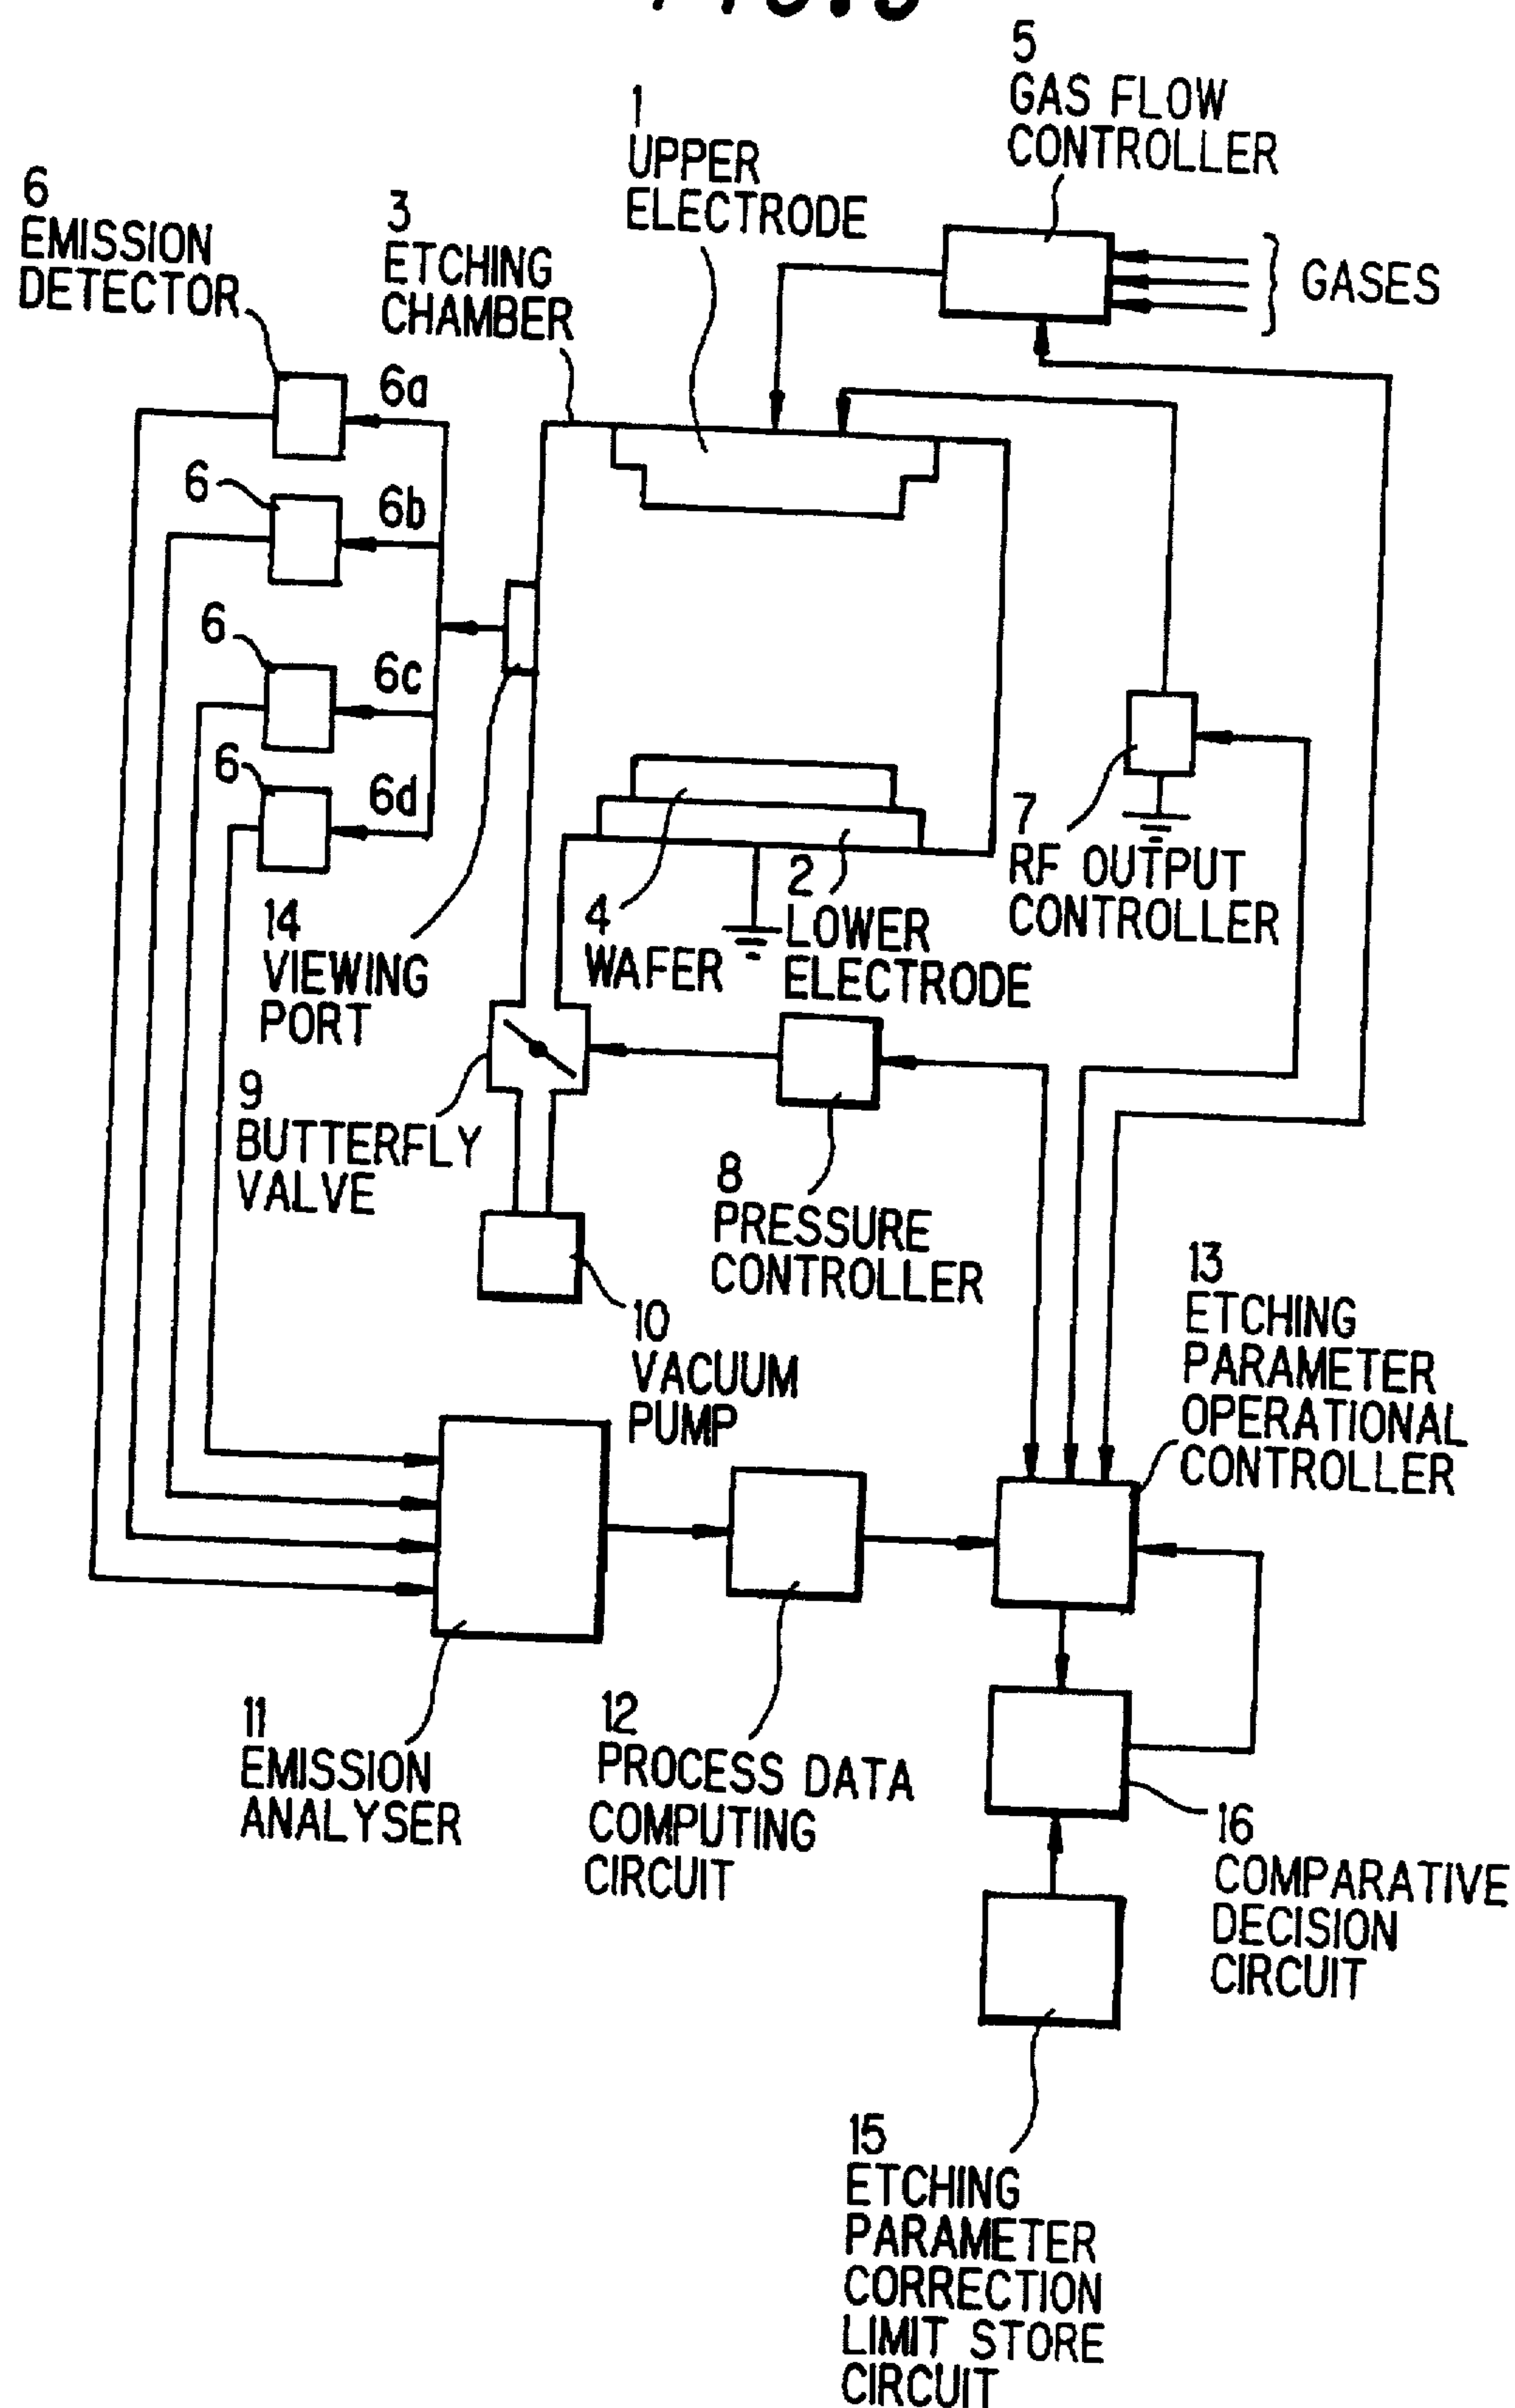 5
GAS FLOW
CONTROLLER
1
UPPER
ELECTRODE
6
EMISSION
DETECTOR
3
ETCHING
CHAMBER
GASES
6a
6
6b
6
6c
6
6d
7
RF OUTPUT
CONTROLLER
2
LOWER
ELECTRODE
4
WAFER
14
VIEWING
PORT
9
BUTTERFLY
VALVE
8
PRESSURE
CONTROLLER
10
VACUUM
PUMP
13
ETCHING
PARAMETER
OPERATIONAL
CONTROLLER
11
EMISSION
ANALYSER
12
PROCESS DATA
COMPUTING
CIRCUIT
16
COMPARATIVE
DECISION
CIRCUIT
15
ETCHING
PARAMETER
CORRECTION
LIMIT STORE
CIRCUIT